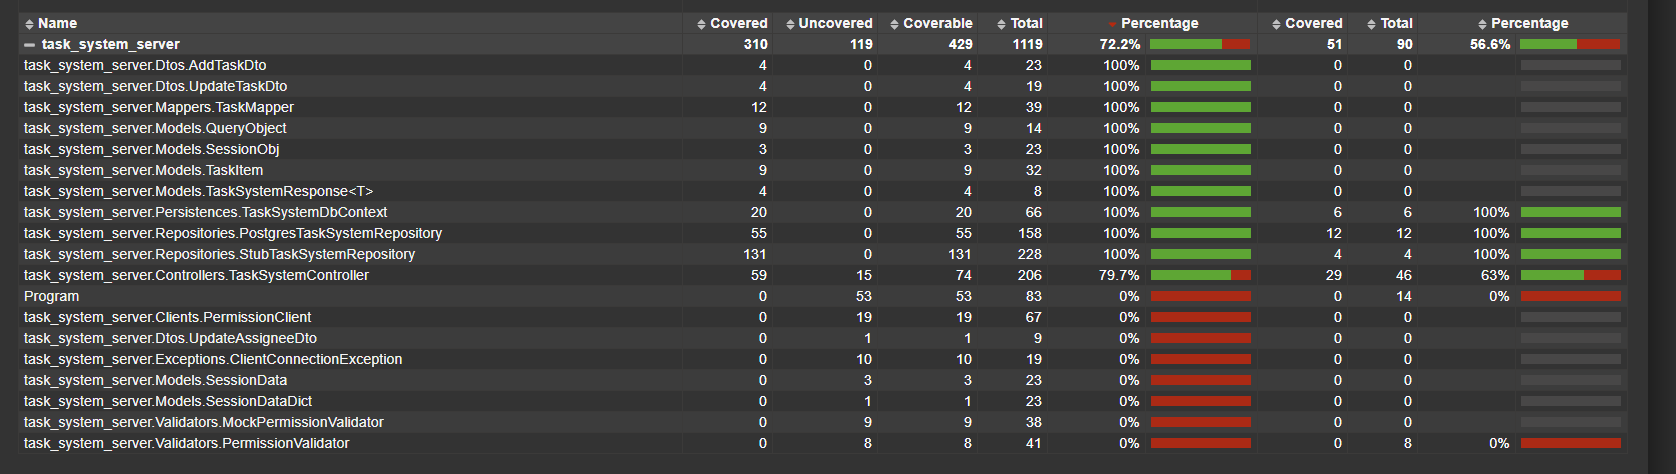 Name Covered Uncovered Coverable Total Percentage Covered Total Percentage
task_system_server 310 119 429 1119 72.2% 51 90 56.6%
task_system_server.Dtos.AddTaskDto 4 0 4 23 100% 0 0
task_system_server.Dtos.UpdateTaskDto 4 0 4 19 100% 0 0
task_system_server.Mappers.TaskMapper 12 0 12 39 100% 0 0
task_system_server.Models.QueryObject 9 0 9 14 100% 0 0
task_system_server.Models.SessionObj 3 0 3 23 100% 0 0
task_system_server.Models.TaskItem 9 0 9 32 100% 0 0
task_system_server.Models.TaskSystemResponse<T> 4 0 4 8 100% 0 0
task_system_server.Persistences.TaskSystemDbContext 20 0 20 66 100% 6 6 100%
task_system_server.Repositories.PostgresTaskSystemRepository 55 0 55 158 100% 12 12 100%
task_system_server.Repositories.StubTaskSystemRepository 131 0 131 228 100% 4 4 100%
task_system_server.Controllers.TaskSystemController 59 15 74 206 79.7% 29 46 63%
Program 0 53 53 83 0% 0 14 0%
task_system_server.Clients.PermissionClient 0 19 19 67 0% 0 0
task_system_server.Dtos.UpdateAssigneeDto 0 1 1 9 0% 0 0
task_system_server.Exceptions.ClientConnectionException 0 10 10 19 0% 0 0
task_system_server.Models.SessionData 0 3 3 23 0% 0 0
task_system_server.Models.SessionDataDict 0 1 1 23 0% 0 0
task_system_server.Validators.MockPermissionValidator 0 9 9 38 0% 0 0
task_system_server.Validators.PermissionValidator 0 8 8 41 0% 0 8 0%